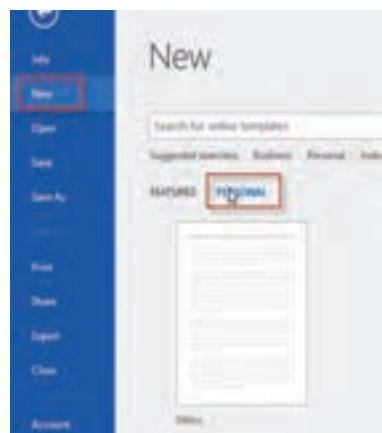 Info
New
Open
Save
Save As
Print
Share
Export
Close
Account
New
Search for online templates
Suggested searches: Business Personal
FEATURED PERSONAL